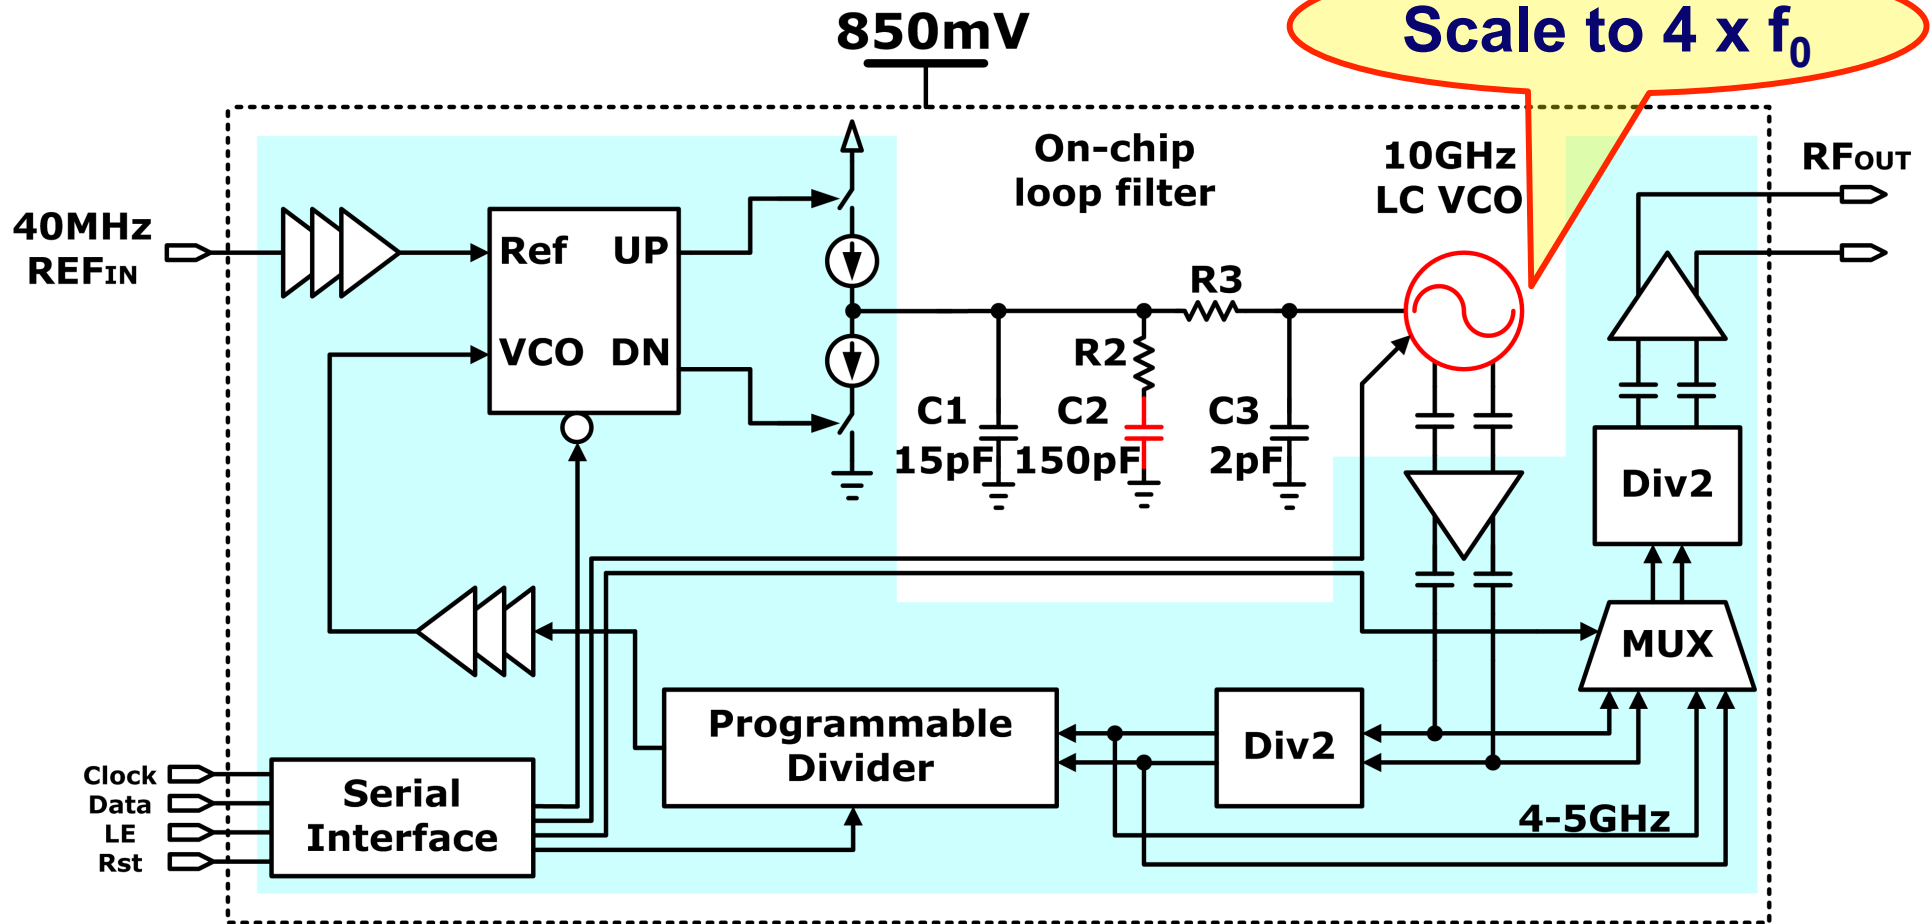 850mV
Scale to 4 x f0
On-chip
loop filter
10GHz
LC VCO
RFOUT
40MHz
REFIN
Ref UP
VCO DN
R3
R2
C1
15pF
C2
150pF
C3
2pF
Div2
MUX
Programmable
Divider
Div2
4-5GHz
Clock
Data
LE
Rst
Serial
Interface